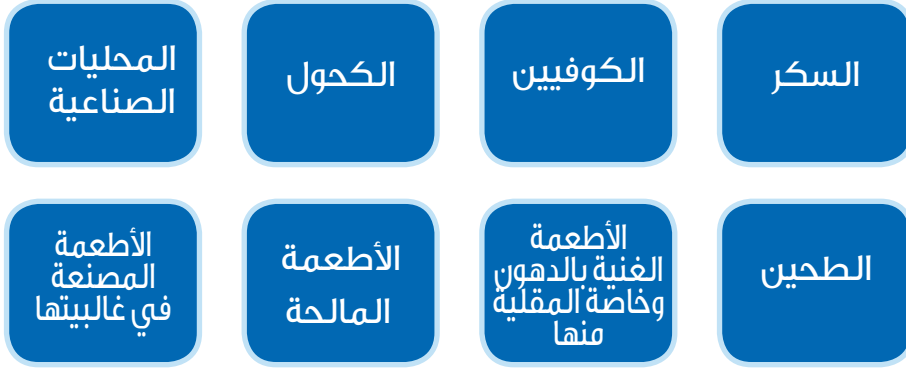 السكر
الكوفيين
الكحول
المحليات
الصناعية
الطحين
الأطعمة
الغنية بالدهون
وخاصة المقلية
منها
الأطعمة
المالحة
الأطعمة
المصنعة
في غالبيتها